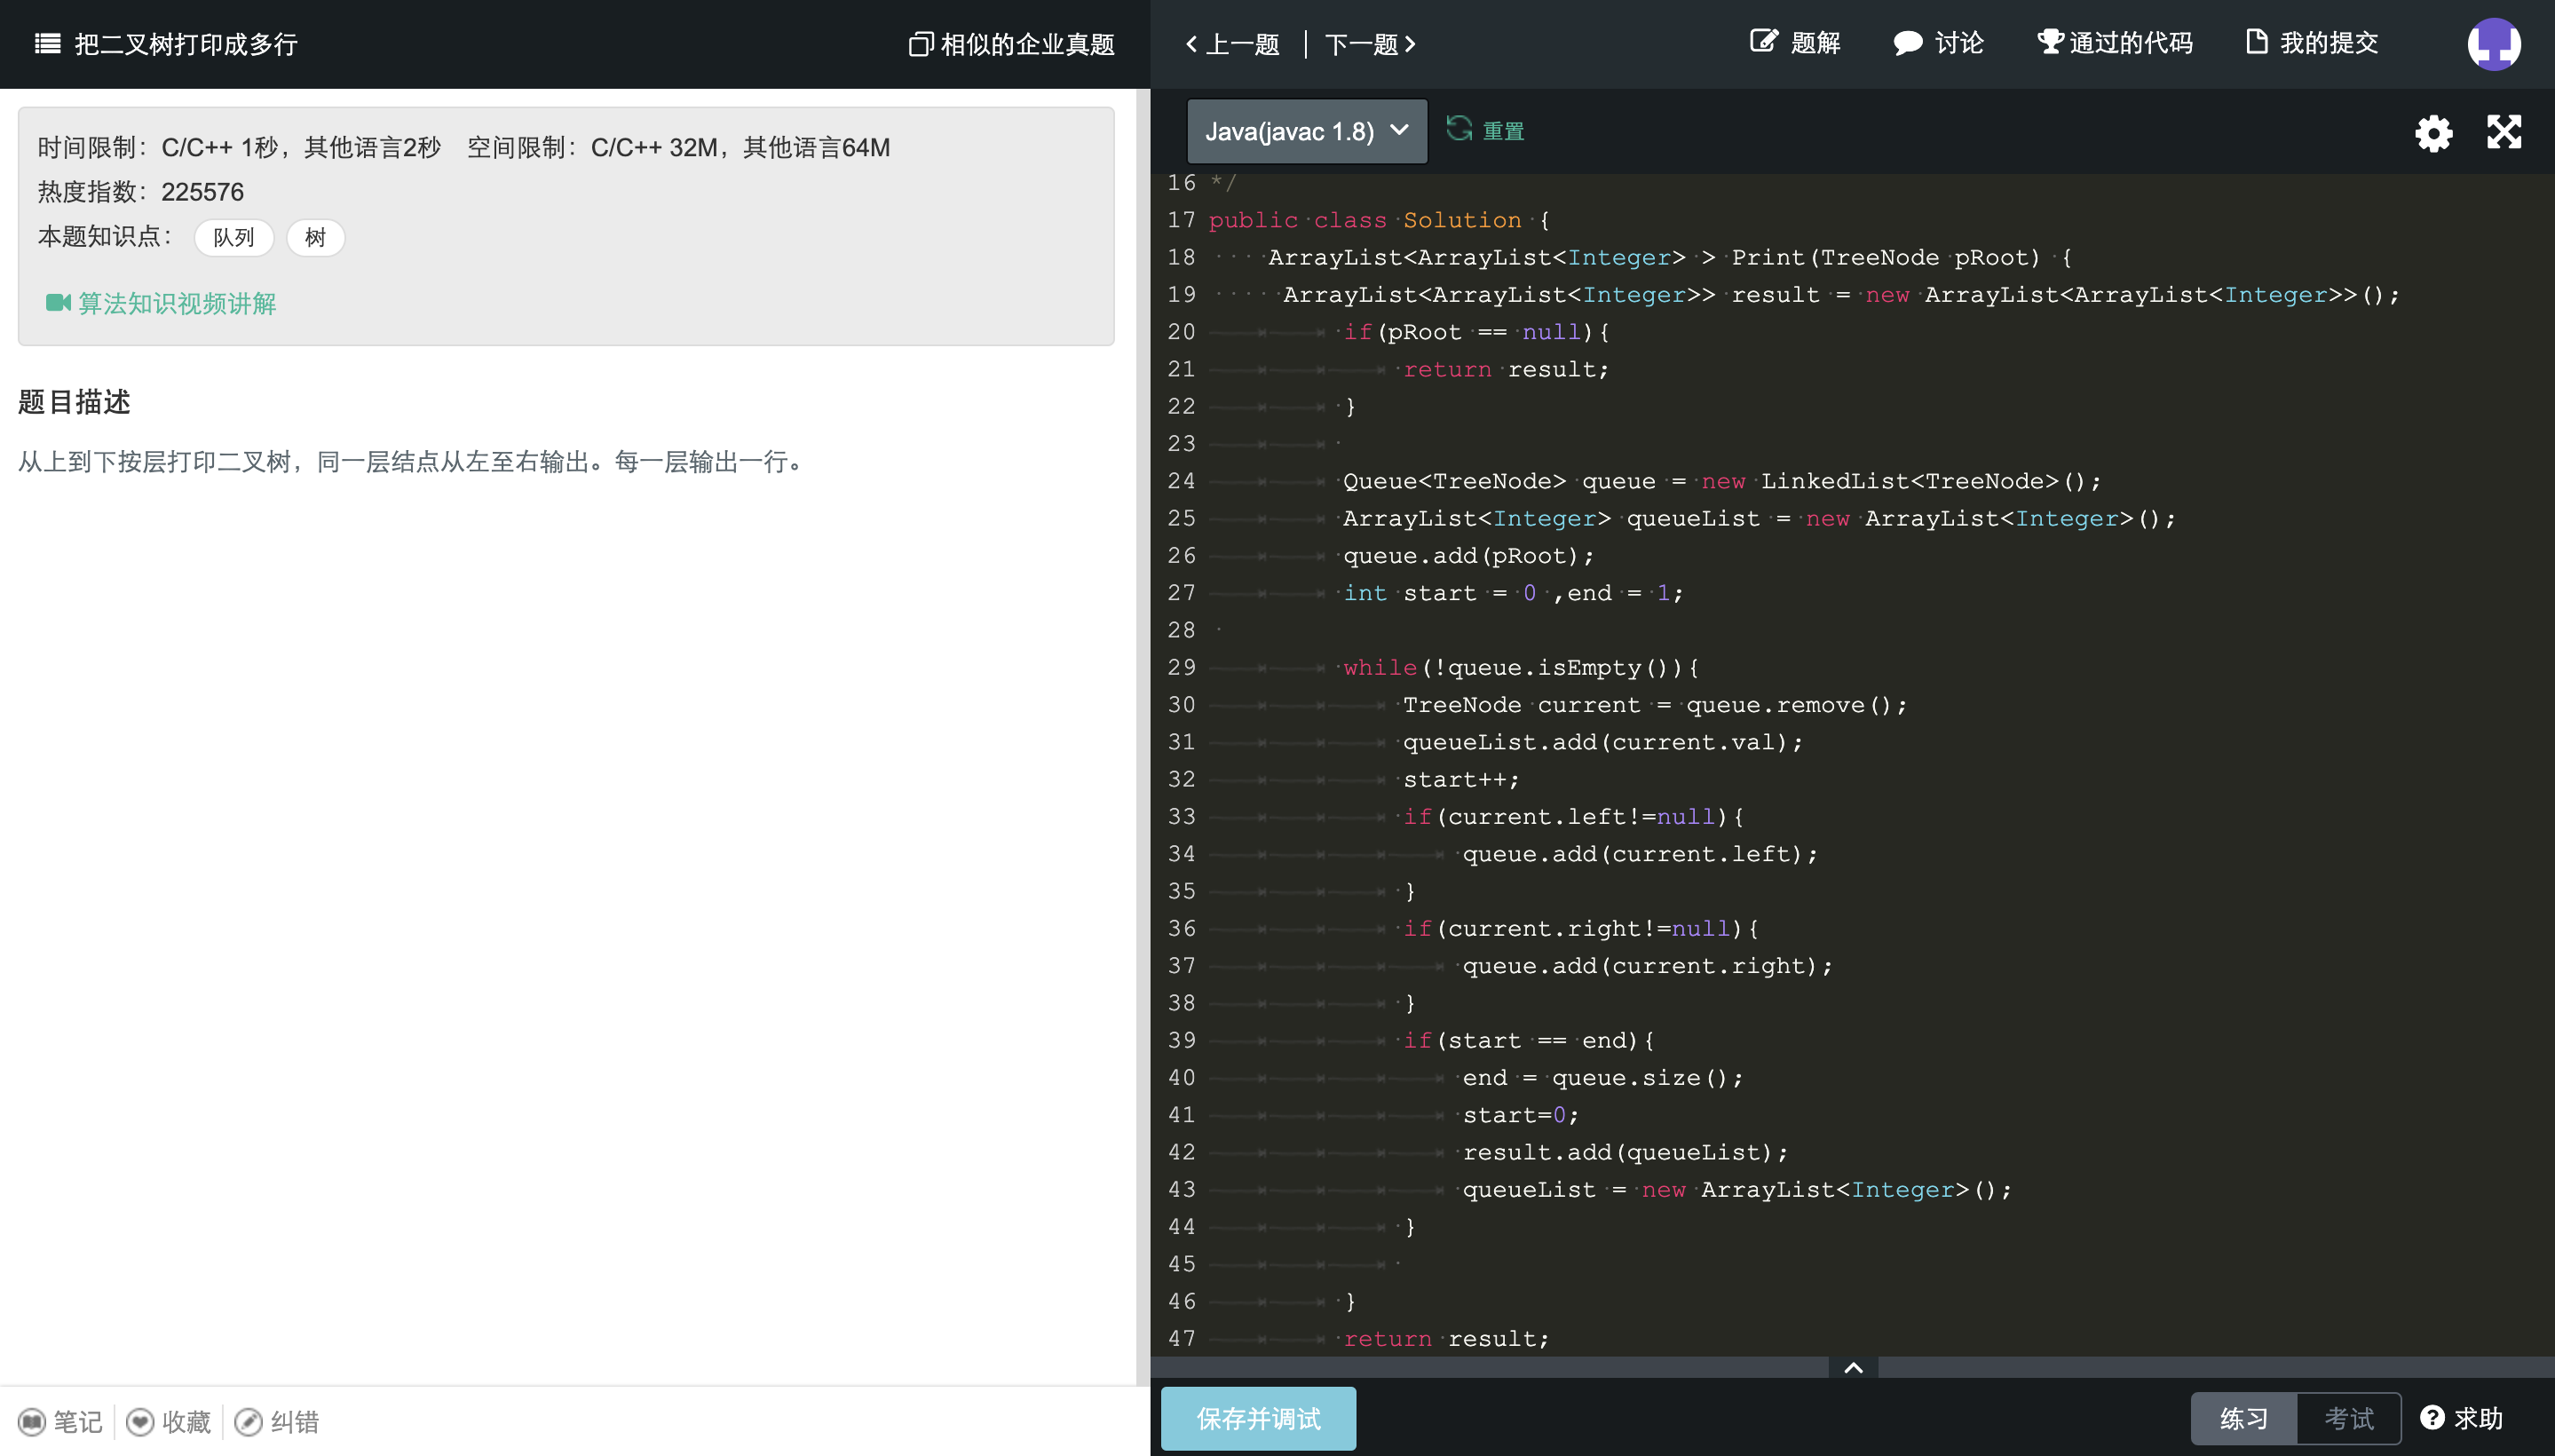 把二叉树打印成多行
相似的企业真题
时间限制：C/C++ 1秒，其他语言2秒 空间限制：C/C++ 32M，其他语言64M
热度指数：225576
本题知识点： 队列 树
算法知识视频讲解
题目描述
从上到下按层打印二叉树，同一层结点从左至右输出。每一层输出一行。
笔记 收藏 纠错
上一题 下一题 题解 讨论 通过的代码 我的提交
Java(javac 1.8) 重置
16 */
17 public class Solution {
18 ArrayList<ArrayList<Integer> > Print(TreeNode pRoot) {
19 ArrayList<ArrayList<Integer>> result = new ArrayList<ArrayList<Integer>>();
20 if(pRoot == null){
21 return result;
22 }
23
24 Queue<TreeNode> queue = new LinkedList<TreeNode>();
25 ArrayList<Integer> queueList = new ArrayList<Integer>();
26 queue.add(pRoot);
27 int start = 0 ,end = 1;
28
29 while(!queue.isEmpty()){
30 TreeNode current = queue.remove();
31 queueList.add(current.val);
32 start++;
33 if(current.left!=null){
34 queue.add(current.left);
35 }
36 if(current.right!=null){
37 queue.add(current.right);
38 }
39 if(start == end){
40 end = queue.size();
41 start=0;
42 result.add(queueList);
43 queueList = new ArrayList<Integer>();
44 }
45
46 }
47 return result;
保存并调试 练习 考试 求助